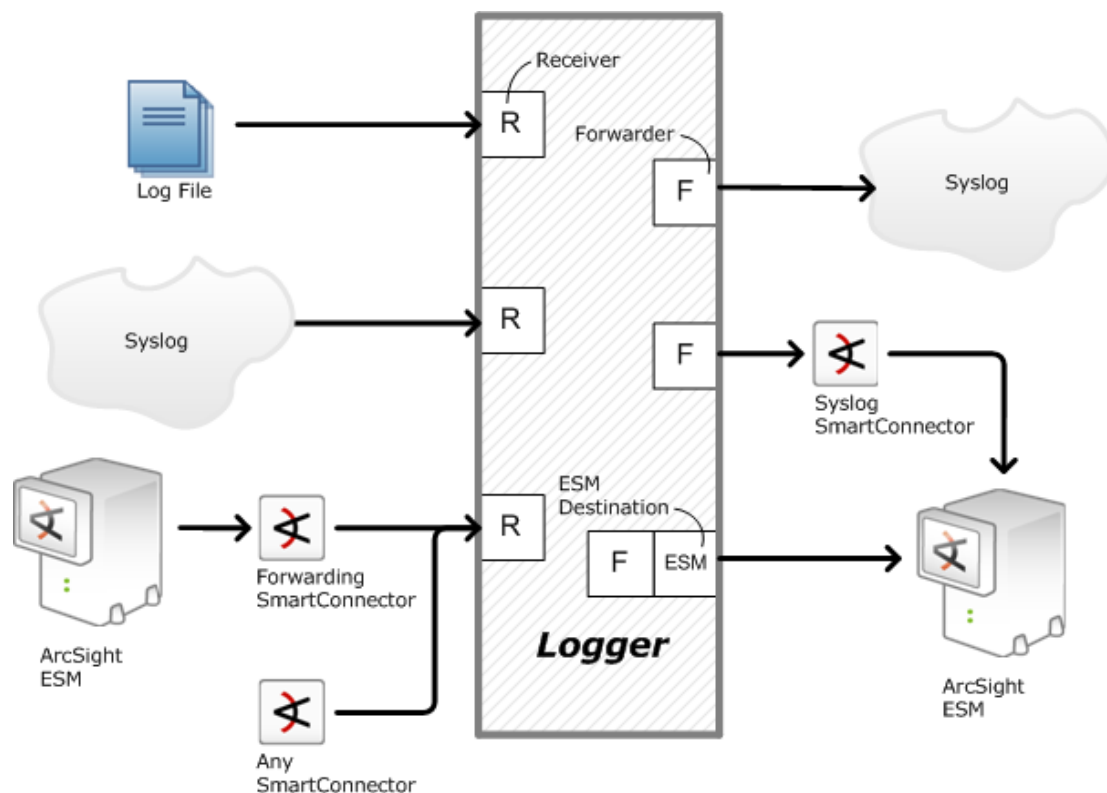 Receiver
R
Log File
Forwarder
F
Syslog
Syslog
R
F
Syslog
SmartConnector
ArcSight
ESM
Forwarding
SmartConnector
R
ESM
Destination
F
ESM
Logger
ArcSight
ESM
Any
SmartConnector